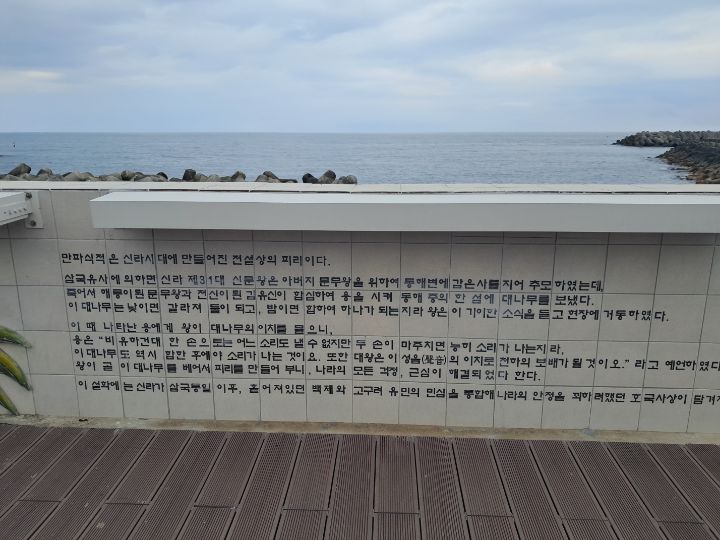 만파식적은 신라시대에 만들어진 전설상의 피리이다.
삼국유사에 의하면 신라 제31대 신문왕은 아버지 문무왕을 위하여 동해변에 감은사를 지어 추모하였는데,
죽어서 해룡이 된 문무왕과 천신이 된 김유신이 합심하여 용을 시켜 동해 중의 한 섬에 대나무를 보냈다.
이 대나무는 낮이면 갈라져 둘이 되고, 밤이면 합하여 하나가 되는지라 왕은 이 기이한 소식을 듣고 현장에 거동하였다.
이 때 나타난 용에게 왕이 대나무의 이치를 물으니,
용은 "비유하건대 한 손으로는 어느 소리도 낼 수 없지만 두 손이 마주치면 능히 소리가 나는지라,
이 대나무도 역시 합한 후에야 소리가 나는 것이요. 또한 대왕은 이 성음(聲音)의 이치로 천하의 보배가 될 것이오." 라고 예언하였다
왕이 곧 이 대나무를 베어서 피리를 만들어 부니, 나라의 모든 걱정, 근심이 해결되었다 한다.
이 설화에는 신라가 삼국통일 이후, 흩어져있던 백제와 고구려 유민의 민심을 통합해 나라의 안정을 꾀하려했던 호국사상이 담겨져